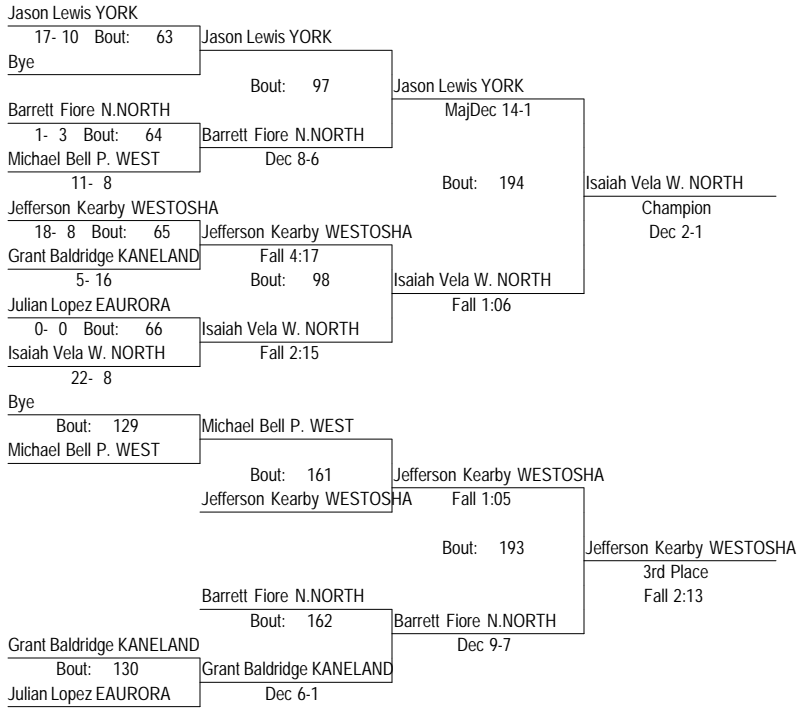 Jason Lewis YORK
17- 10 Bout: 63 Jason Lewis YORK
Bye
Bout: 97 Jason Lewis YORK
Barrett Fiore N.NORTH MajDec 14-1
1- 3 Bout: 64 Barrett Fiore N.NORTH
Michael Bell P. WEST Dec 8-6
11- 8 Bout: 194 Isaiah Vela W. NORTH
Jefferson Kearby WESTOSHA Champion
18- 8 Bout: 65 Jefferson Kearby WESTOSHA Dec 2-1
Grant Baldridge KANELAND Fall 4:17
5- 16 Bout: 98 Isaiah Vela W. NORTH
Julian Lopez EAURORA Fall 1:06
0- 0 Bout: 66 Isaiah Vela W. NORTH
Isaiah Vela W. NORTH Fall 2:15
22- 8
Bye
Bout: 129 Michael Bell P. WEST
Michael Bell P. WEST
Bout: 161 Jefferson Kearby WESTOSHA
Jefferson Kearby WESTOSHA Fall 1:05
Bout: 193 Jefferson Kearby WESTOSHA
3rd Place
Barrett Fiore N.NORTH Fall 2:13
Bout: 162 Barrett Fiore N.NORTH
Grant Baldridge KANELAND Dec 9-7
Bout: 130 Grant Baldridge KANELAND
Julian Lopez EAURORA Dec 6-1